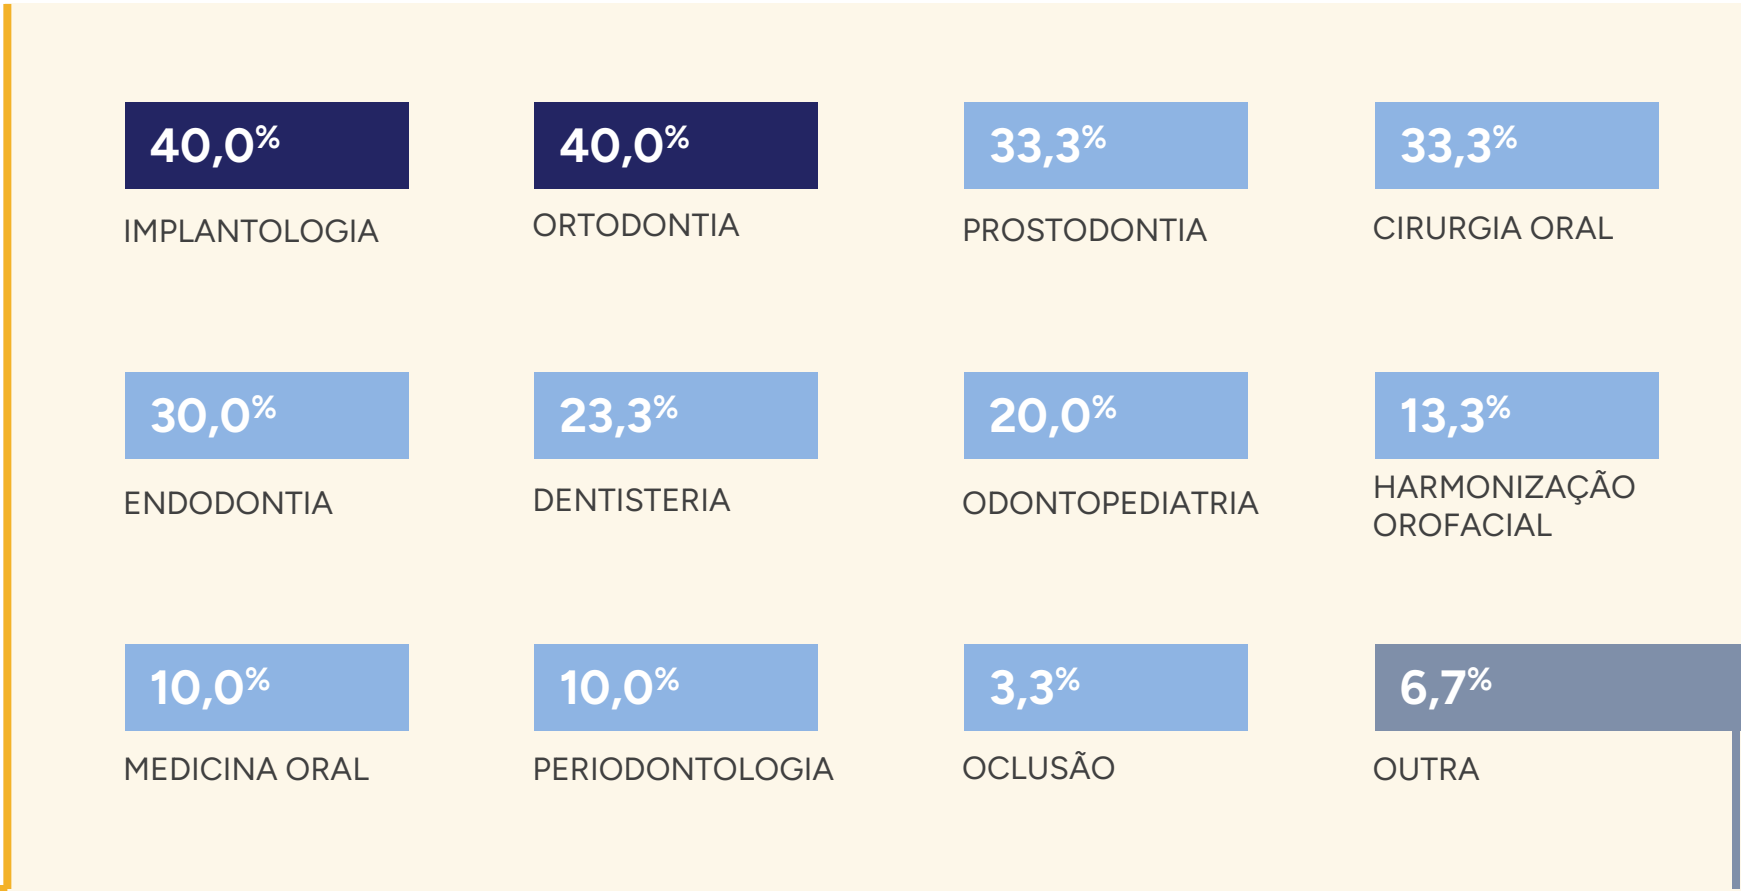 40,0%
IMPLANTOLOGIA
40,0%
ORTODONTIA
33,3%
PROSTODONTIA
33,3%
CIRURGIA ORAL
30,0%
ENDODONTIA
23,3%
DENTISTERIA
20,0%
ODONTOPEDIATRIA
13,3%
HARMONIZAÇÃO
OROFACIAL
10,0%
MEDICINA ORAL
10,0%
PERIODONTOLOGIA
3,3%
OCLUSÃO
6,7%
OUTRA